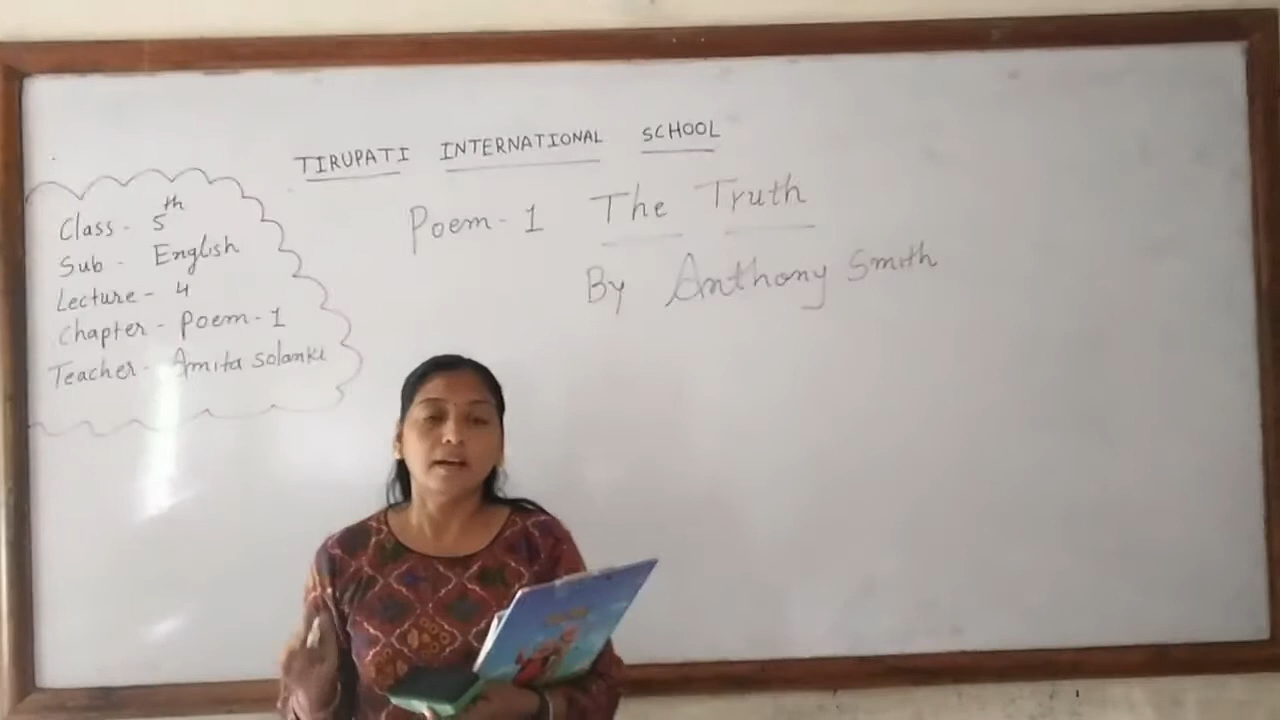 TIRUPATI INTERNATIONAL SCHOOL
Class - 5th
Sub - English
Lecture - 4
Chapter - Poem - 1
Teacher - Amita Solanki
Poem - 1 The Truth
By Anthony Smith